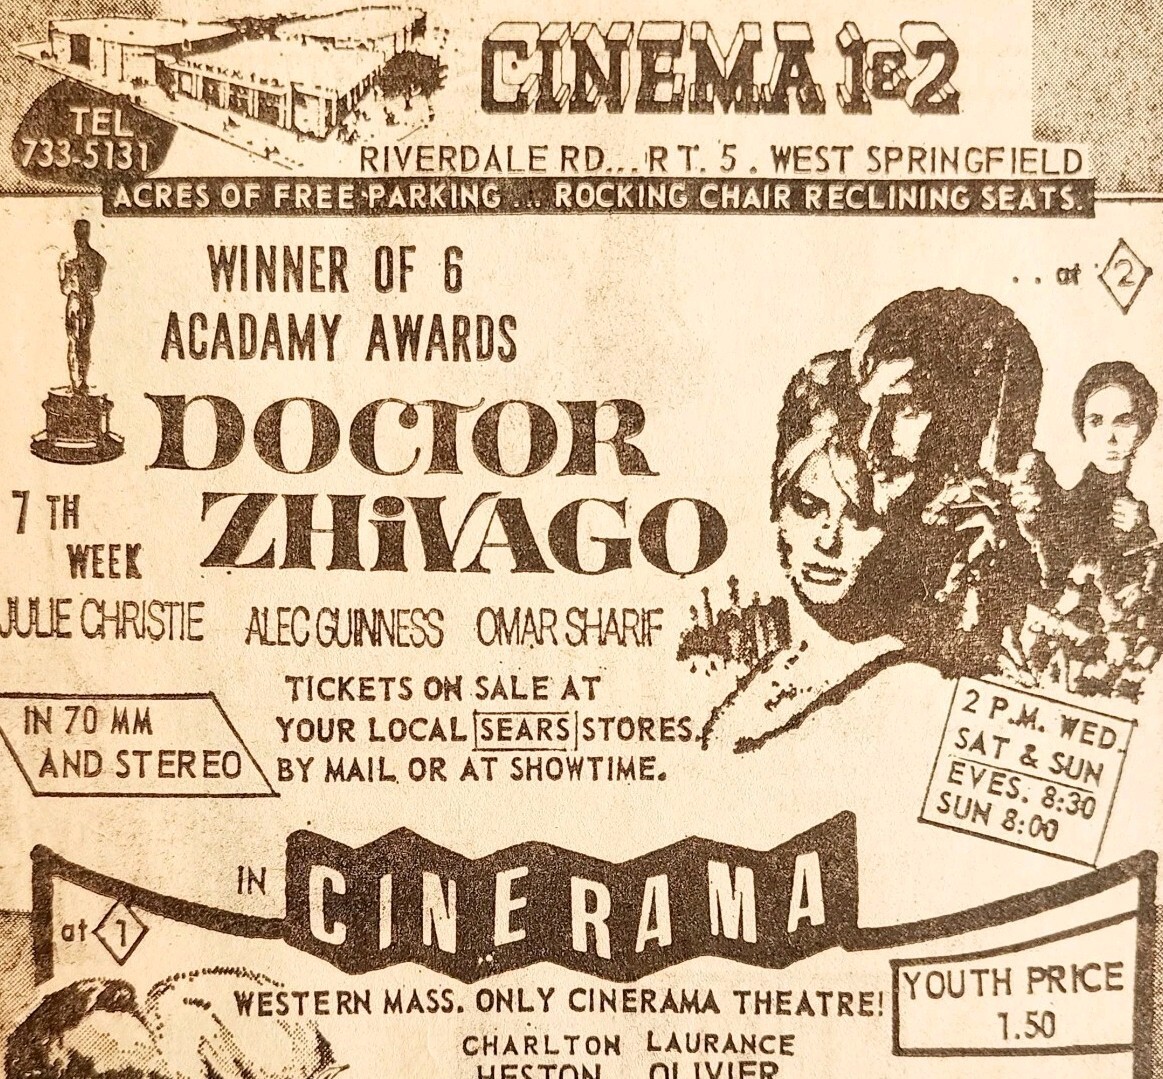 CINEMA 1&2
TEL
733-5131
RIVERDALE RD...RT. 5. WEST SPRINGFIELD
ACRES OF FREE PARKING ... ROCKING CHAIR RECLINING SEATS.
WINNER OF 6
ACADAMY AWARDS
.. at 2
DOCTOR
ZHiVAGO
7 TH
WEEK
JULIE CHRISTIE ALEC GUINNESS OMAR SHARIF
TICKETS ON SALE AT
YOUR LOCAL SEARS STORES,
BY MAIL OR AT SHOWTIME.
IN 70 MM
AND STEREO
2 P.M. WED.
SAT & SUN
EVES. 8:30
SUN 8:00
IN CINERAMA
at 1
WESTERN MASS. ONLY CINERAMA THEATRE!
YOUTH PRICE
1.50
CHARLTON LAURANCE
HESTON OLIVIER